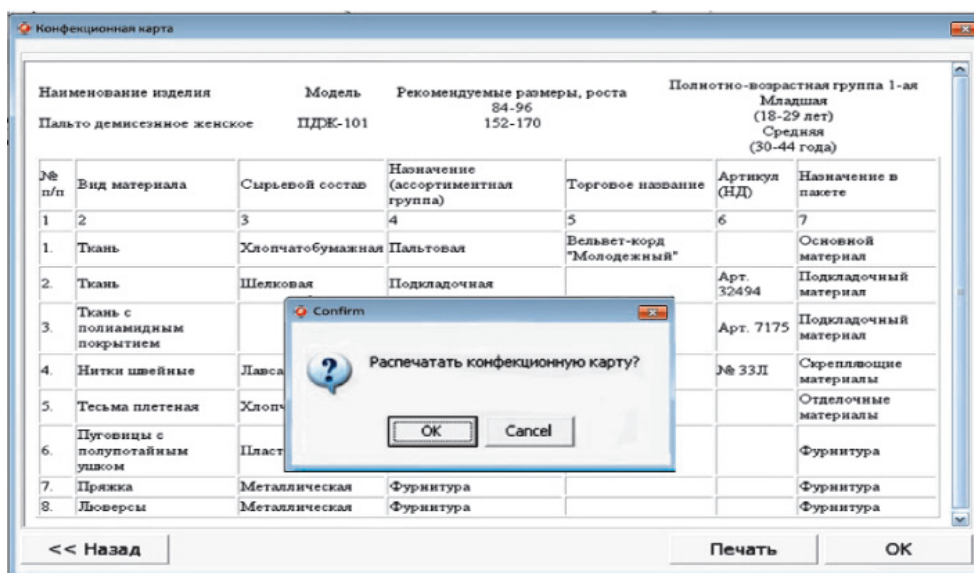 Конфекционная карта
Наименование изделия Модель Рекомендуемые размеры, роста Полнотно-возрастная группа 1-ая
84-96 Младшая
Пальто демисезнное женское ПДЖ-101 152-170 (18-29 лет)
Средняя
(30-44 года)
№ п/п Вид материала Сырьевой состав Назначение (ассортиментная группа) Торговое название Артикул (НД) Назначение в пакете
1 2 3 4 5 6 7
1. Ткань Хлопчатобумажная Пальтовая Вельвет-корд "Молодежный" Основной материал
2. Ткань Шелковая Подкладочная Арт. 32494 Подкладочный материал
3. Ткань с полиамидным покрытием Арт. 7175 Подкладочный материал
4. Нитки швейные Лавса № 33Л Скрепляющие материалы
5. Тесьма плетеная Хлопч Отделочные материалы
6. Пуговицы с полупотайным ушком Пласт Фурнитура
7. Пряжка Металлическая Фурнитура Фурнитура
8. Люверсы Металлическая Фурнитура Фурнитура
Confirm
Распечатать конфекционную карту?
OK Cancel
<< Назад Печать OK